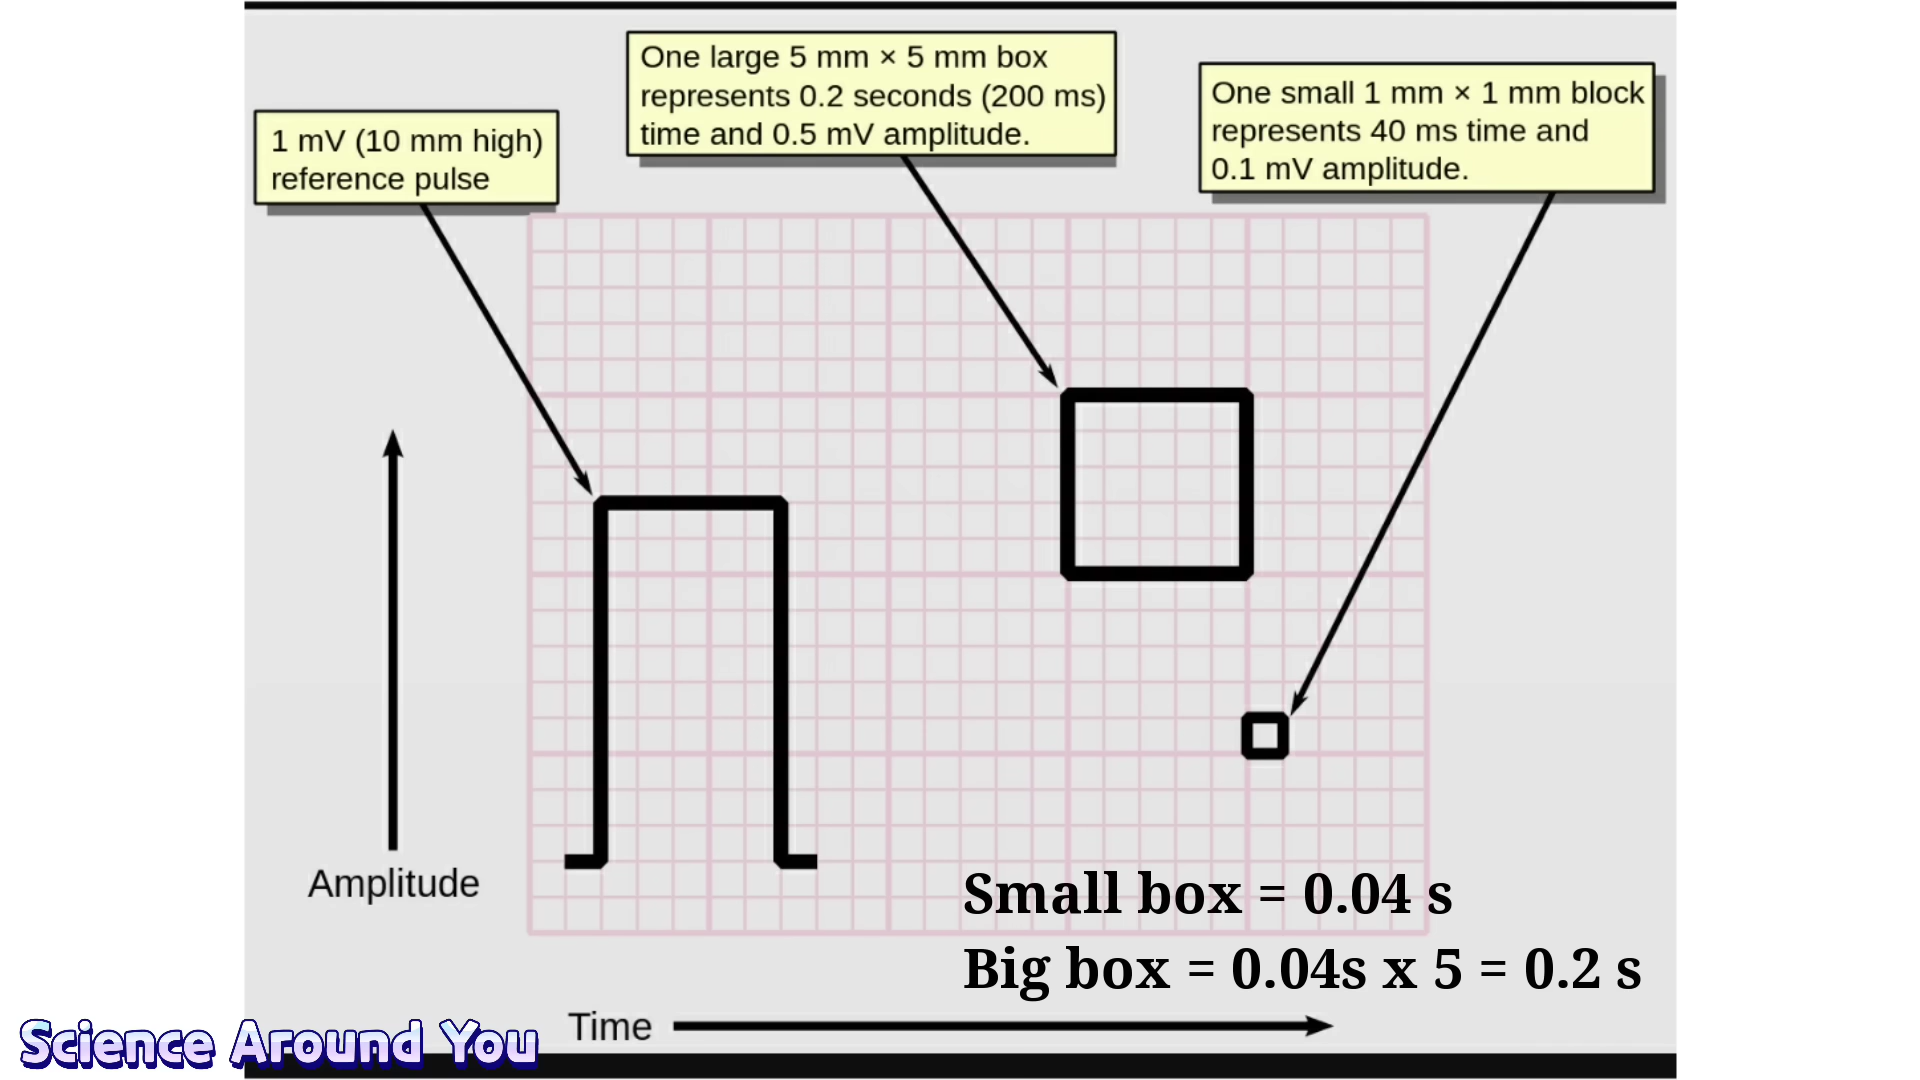 1 mV (10 mm high)
reference pulse
One large 5 mm × 5 mm box
represents 0.2 seconds (200 ms)
time and 0.5 mV amplitude.
One small 1 mm × 1 mm block
represents 40 ms time and
0.1 mV amplitude.
Amplitude
Small box = 0.04 s
Big box = 0.04s x 5 = 0.2 s
Time
Science Around You